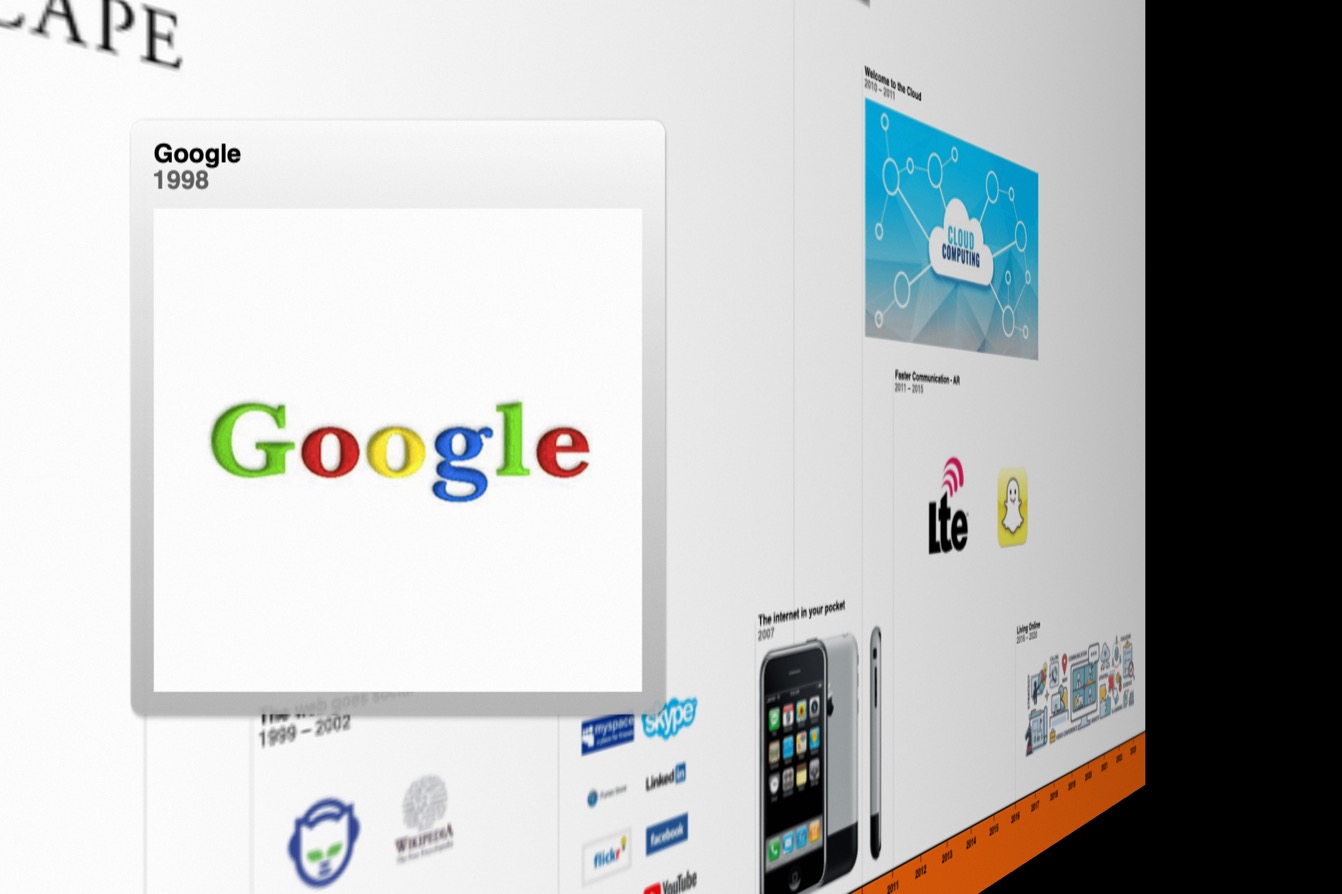 CAPE
Google
1998
Google
Welcome to the Cloud
2010 – 2011
CLOUD
COMPUTING
Faster Communication - AR
2011 – 2015
Lte
The internet in your pocket
2007
Living Online
The web goes social
1999 – 2002
myspace
skype
LinkedIn
WIKIPEDIA
The Free Encyclopedia
flickr
facebook
YouTube
2011
2012
2013
2014
2015
2016
2017
2018
2019
2020